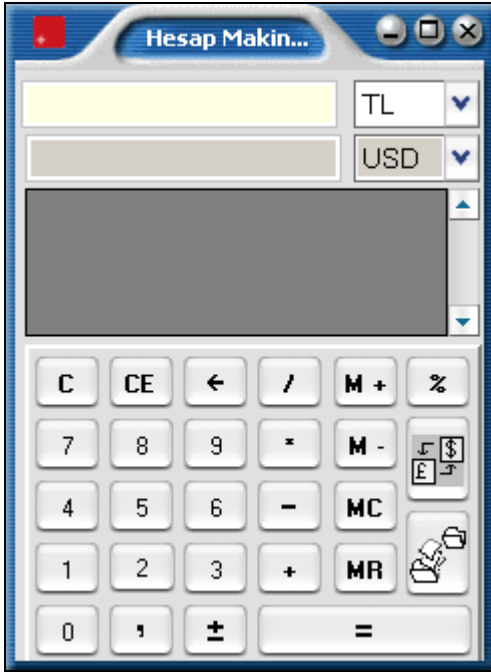 Hesap Makin...
TL
USD
C CE ← / M + %
7 8 9 * M - $ £
4 5 6 - MC
1 2 3 + MR
0 , ± =